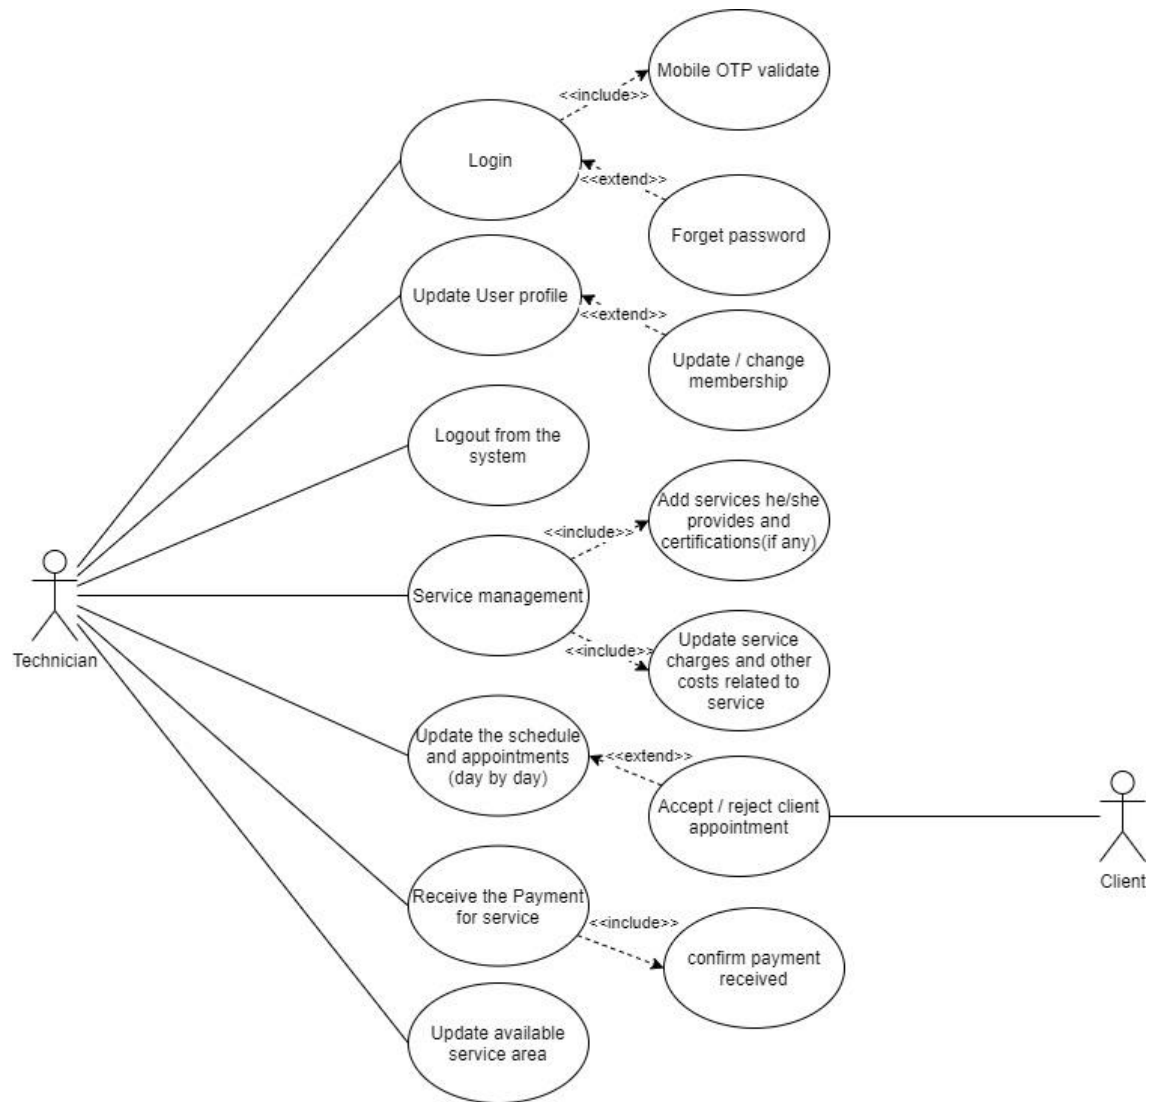 Mobile OTP validate
<<include>>
Login
<<extend>>
Forget password
Update User profile
<<extend>>
Update / change
membership
Logout from the
system
Add services he/she
provides and
certifications(if any)
<<include>>
Service management
Technician
<<include>>
Update service
charges and other
costs related to
service
Update the schedule
and appointments
(day by day)
<<extend>>
Accept / reject client
appointment
Client
Receive the Payment
for service
<<include>>
confirm payment
received
Update available
service area